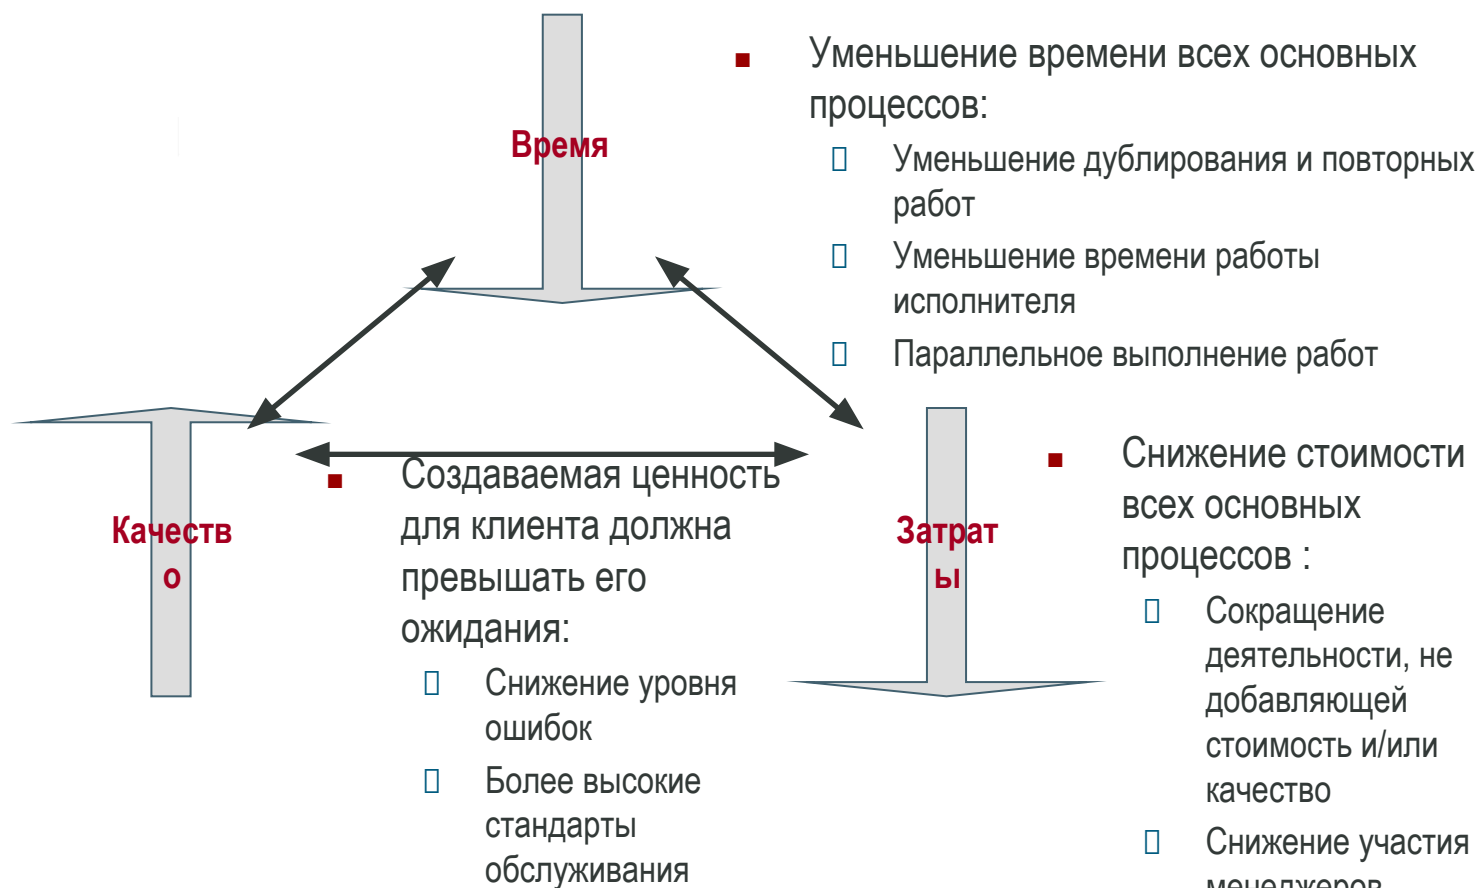 Время
Уменьшение времени всех основных
процессов:
Уменьшение дублирования и повторных
работ
Уменьшение времени работы
исполнителя
Параллельное выполнение работ
Качеств
о
Создаваемая ценность
для клиента должна
превышать его
ожидания:
Снижение уровня
ошибок
Более высокие
стандарты
обслуживания
Затрат
ы
Снижение стоимости
всех основных
процессов :
Сокращение
деятельности, не
добавляющей
стоимость и/или
качество
Снижение участия
менеджеров